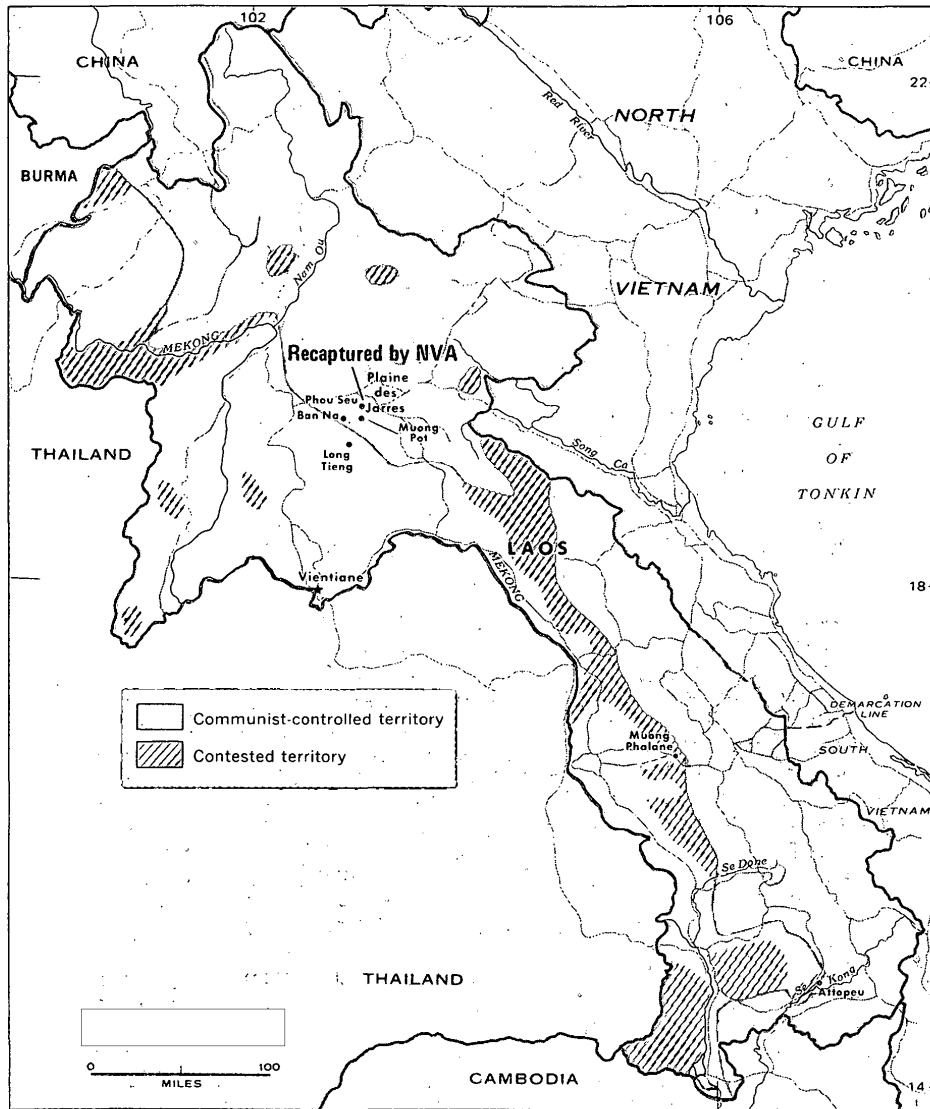 102
106
CHINA
CHINA
22
NORTH
Red
River
BURMA
Nam Ou
VIETNAM
MEKONG
Recaptured by NVA
Plaine
des
Jarres
Phou Seu
Ban Na
Muong
Pot
Long
Tieng
THAILAND
GULF
OF
TONKIN
Song Ca
LAOS
MEKONG
Vientiane
18
Communist-controlled territory
Contested territory
DEMARCATION
LINE
Muong
Phalane
SOUTH
VIETNAM
Se Done
THAILAND
Se Kong
Attopeu
0 100
MILES
CAMBODIA
14